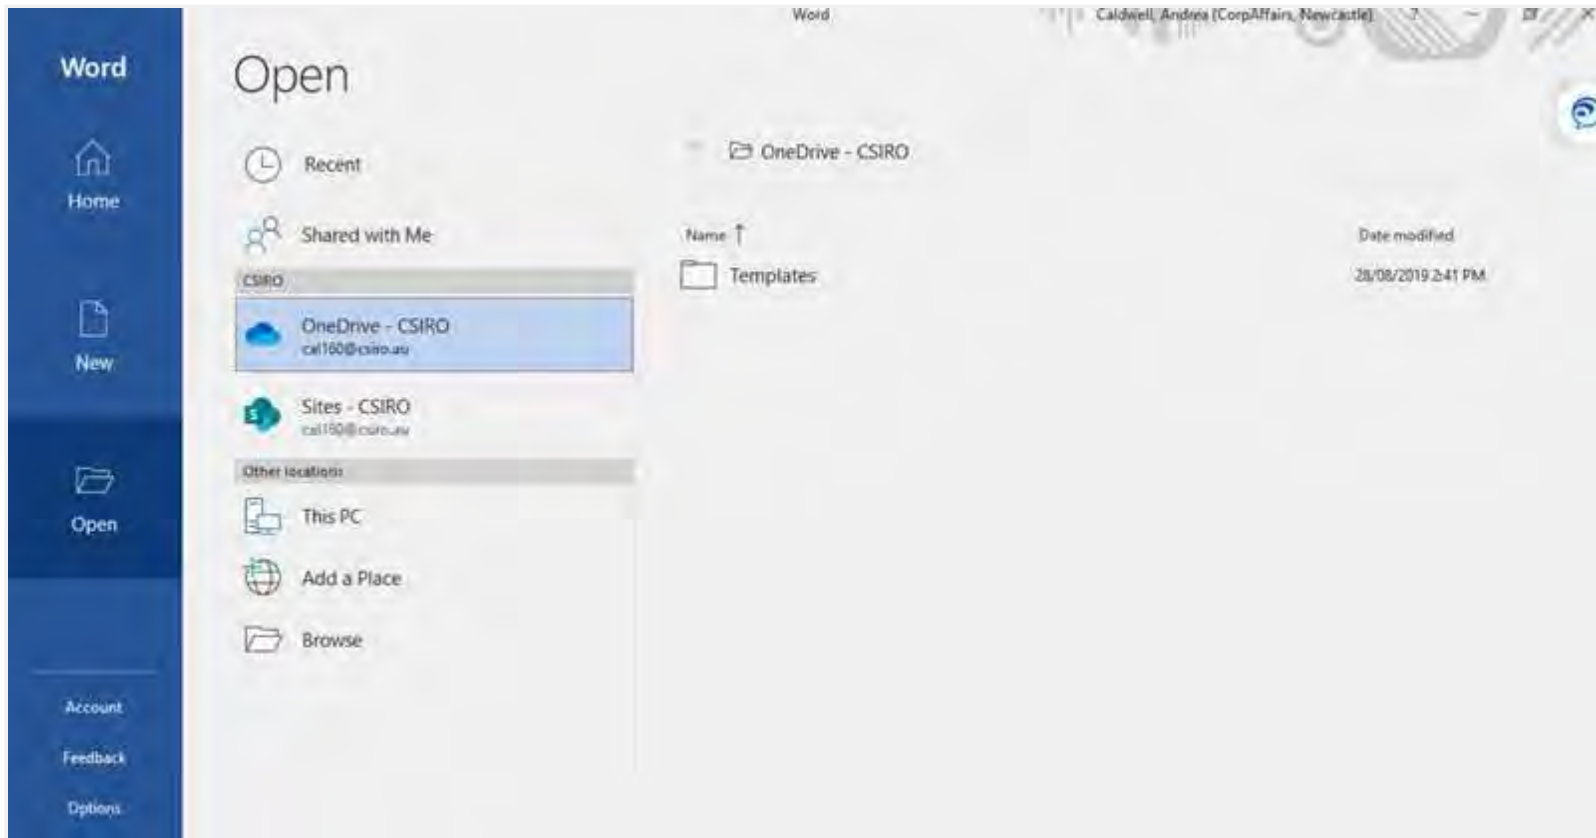 Word
Caldwell, Andrea (CorpAffairs, Newcastle)
?
Word
Home
New
Open
Account
Feedback
Options
Open
Recent
Shared with Me
CSIRO
OneDrive - CSIRO
cal160@csiro.au
Sites - CSIRO
cal160@csiro.au
Other locations
This PC
Add a Place
Browse
OneDrive - CSIRO
Name ↑
Date modified
Templates
28/08/2019 2:41 PM